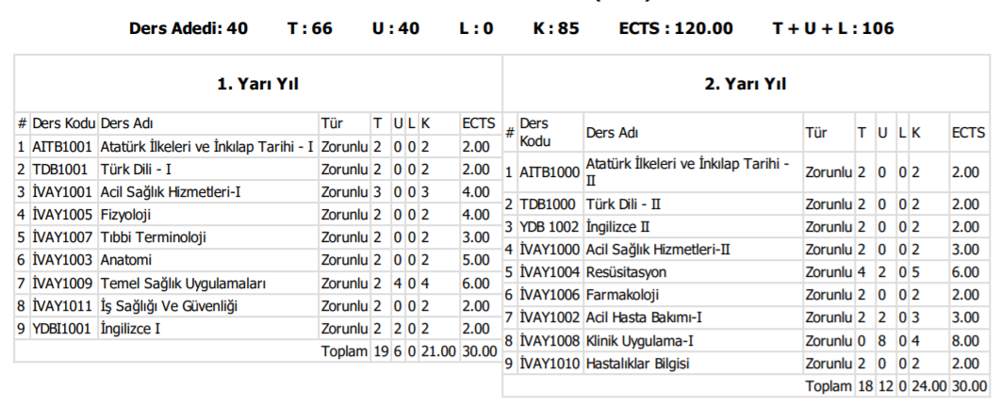 Ders Adedi: 40 T : 66 U : 40 L : 0 K : 85 ECTS : 120.00 T + U + L : 106
1. Yarı Yıl
# Ders Kodu Ders Adı Tür T U L K ECTS
1 AITB1001 Atatürk İlkeleri ve İnkılap Tarihi - I Zorunlu 2 0 0 2 2.00
2 TDB1001 Türk Dili - I Zorunlu 2 0 0 2 2.00
3 İVAY1001 Acil Sağlık Hizmetleri-I Zorunlu 3 0 0 3 4.00
4 İVAY1005 Fizyoloji Zorunlu 2 0 0 2 4.00
5 İVAY1007 Tıbbi Terminoloji Zorunlu 2 0 0 2 3.00
6 İVAY1003 Anatomi Zorunlu 2 0 0 2 5.00
7 İVAY1009 Temel Sağlık Uygulamaları Zorunlu 2 4 0 4 6.00
8 İVAY1011 İş Sağlığı Ve Güvenliği Zorunlu 2 0 0 2 2.00
9 YDBI1001 İngilizce I Zorunlu 2 2 0 2 2.00
Toplam 19 6 0 21.00 30.00
2. Yarı Yıl
# Ders
Kodu Ders Adı Tür T U L K ECTS
1 AITB1000 Atatürk İlkeleri ve İnkılap Tarihi -
II Zorunlu 2 0 0 2 2.00
2 TDB1000 Türk Dili - II Zorunlu 2 0 0 2 2.00
3 YDB 1002 İngilizce II Zorunlu 2 0 0 2 2.00
4 İVAY1000 Acil Sağlık Hizmetleri-II Zorunlu 2 0 0 2 3.00
5 İVAY1004 Resüsitasyon Zorunlu 4 2 0 5 6.00
6 İVAY1006 Farmakoloji Zorunlu 2 0 0 2 2.00
7 İVAY1002 Acil Hasta Bakımı-I Zorunlu 2 2 0 3 3.00
8 İVAY1008 Klinik Uygulama-I Zorunlu 0 8 0 4 8.00
9 İVAY1010 Hastalıklar Bilgisi Zorunlu 2 0 0 2 2.00
Toplam 18 12 0 24.00 30.00